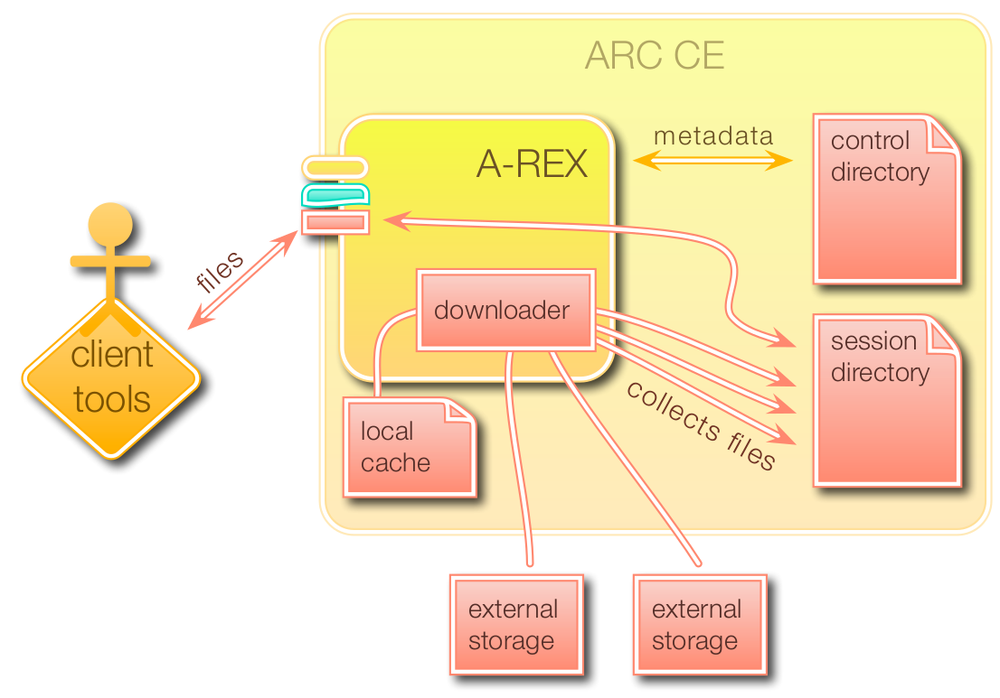 ARC CE
A-REX
metadata
control
directory
files
client
tools
downloader
session
directory
collects files
local
cache
external
storage
external
storage